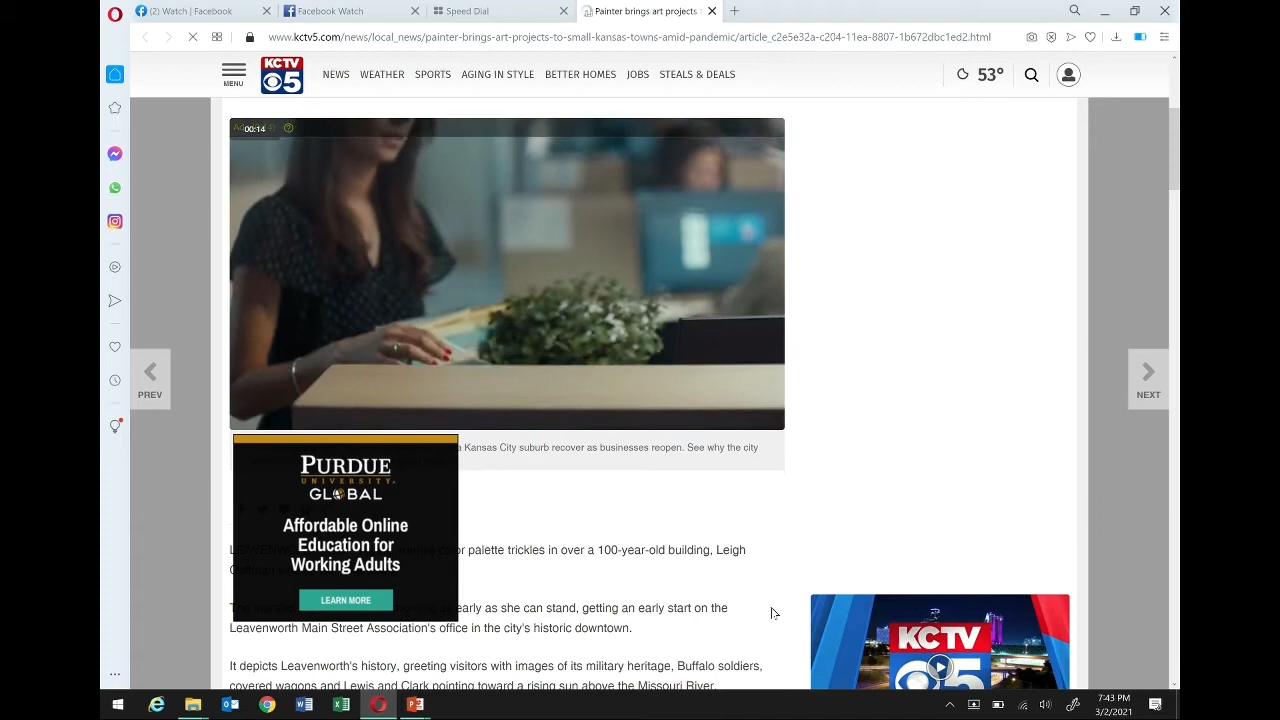 (2) Watch | Facebook
Facebook Watch
Speed Dial
Painter brings art projects
www.kctv5.com/news/local_news/painter-brings-art-projects-to-small-kansas-towns-amid-pandemic/article_c2e5e32a-c204-11ea-8807-1b672dbc1ed2.html
MENU
KCTV
5
NEWS
WEATHER
SPORTS
AGING IN STYLE
BETTER HOMES
JOBS
STEALS & DEALS
53°
00:14
PREV
NEXT
a Kansas City suburb recover as businesses reopen. See why the city
PURDUE
UNIVERSITY
GLOBAL
Affordable Online
Education for
Working Adults
LEARN MORE
color palette trickles in over a 100-year-old building, Leigh
early as she can stand, getting an early start on the
Leavenworth Main Street Association's office in the city's historic downtown.
It depicts Leavenworth's history, greeting visitors with images of its military heritage, Buffalo soldiers,
covered wagons and Lewis and Clark pointing toward a rising sun above the Missouri River.
KCTV
5
7:43 PM
3/2/2021